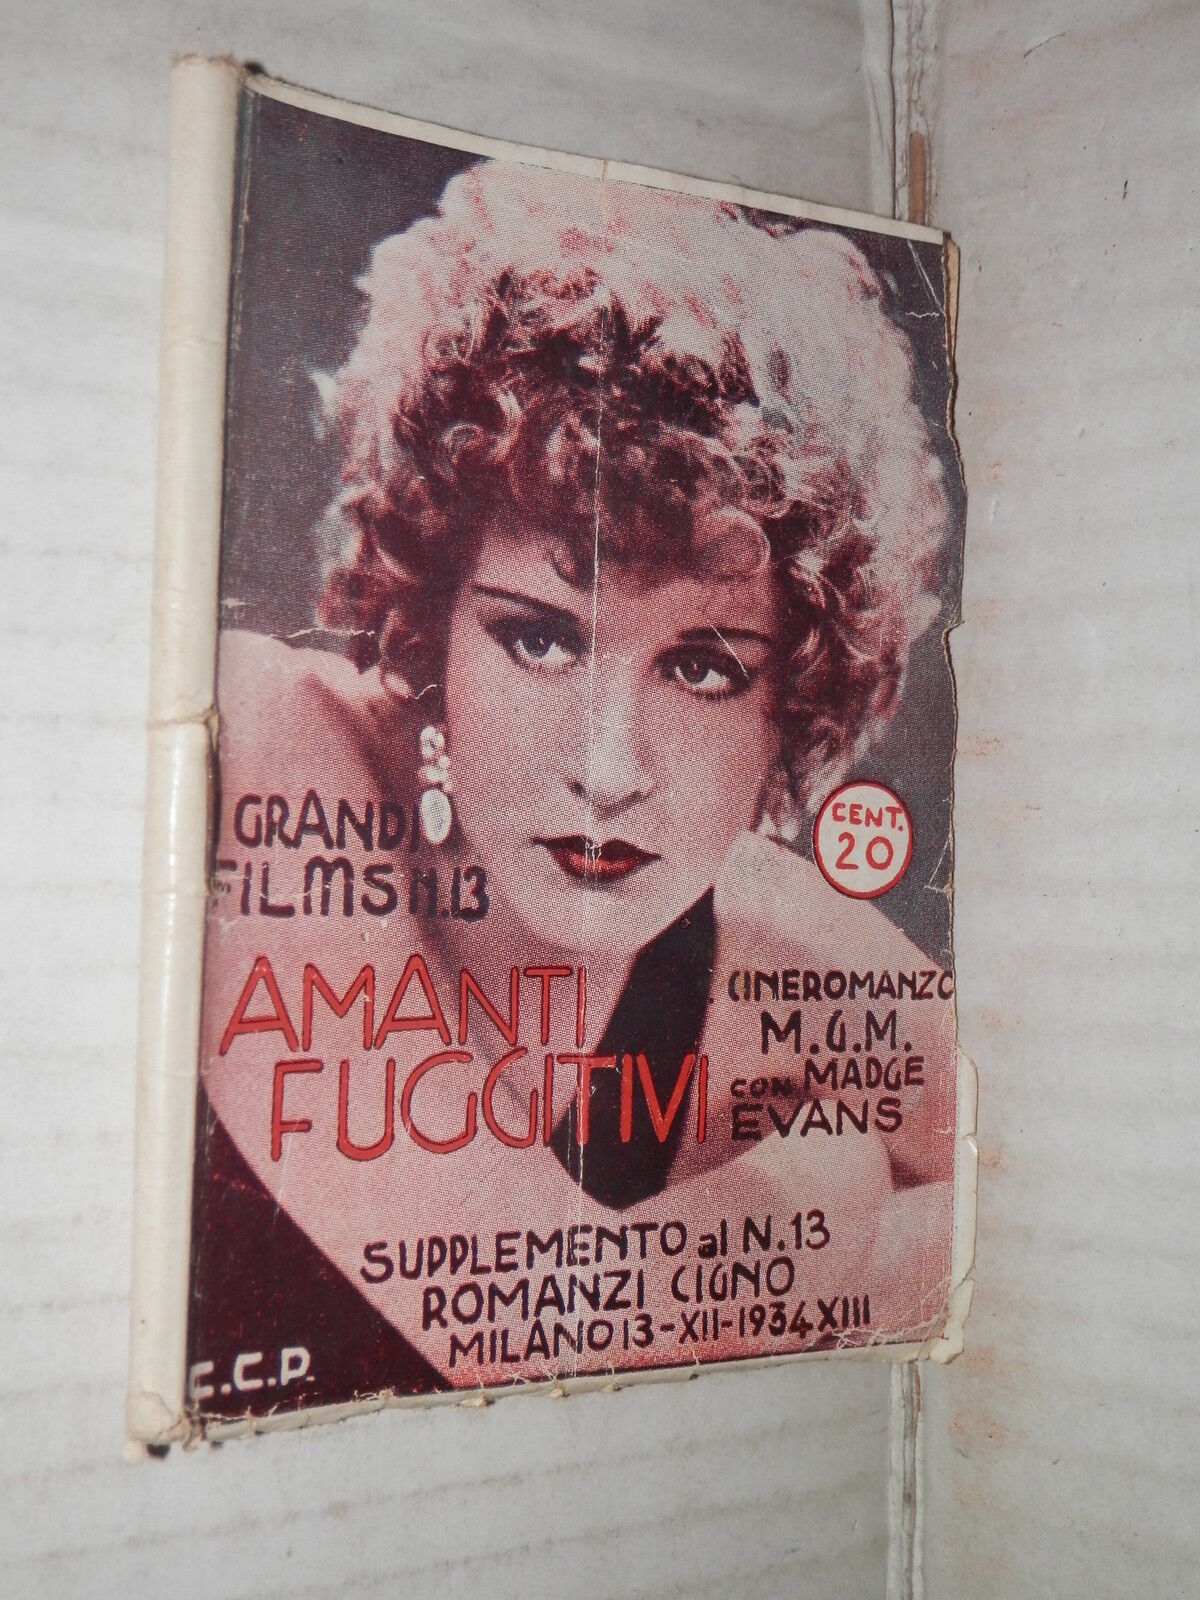 I GRANDI
FILMS N.13
CENT.
20
AMANTI
FUGGITIVI
CINEROMANZO
M.G.M.
CON MADGE
EVANS
SUPPLEMENTO al N.13
ROMANZI CIGNO
MILANO 13-XII-1934 XIII
C.C.P.